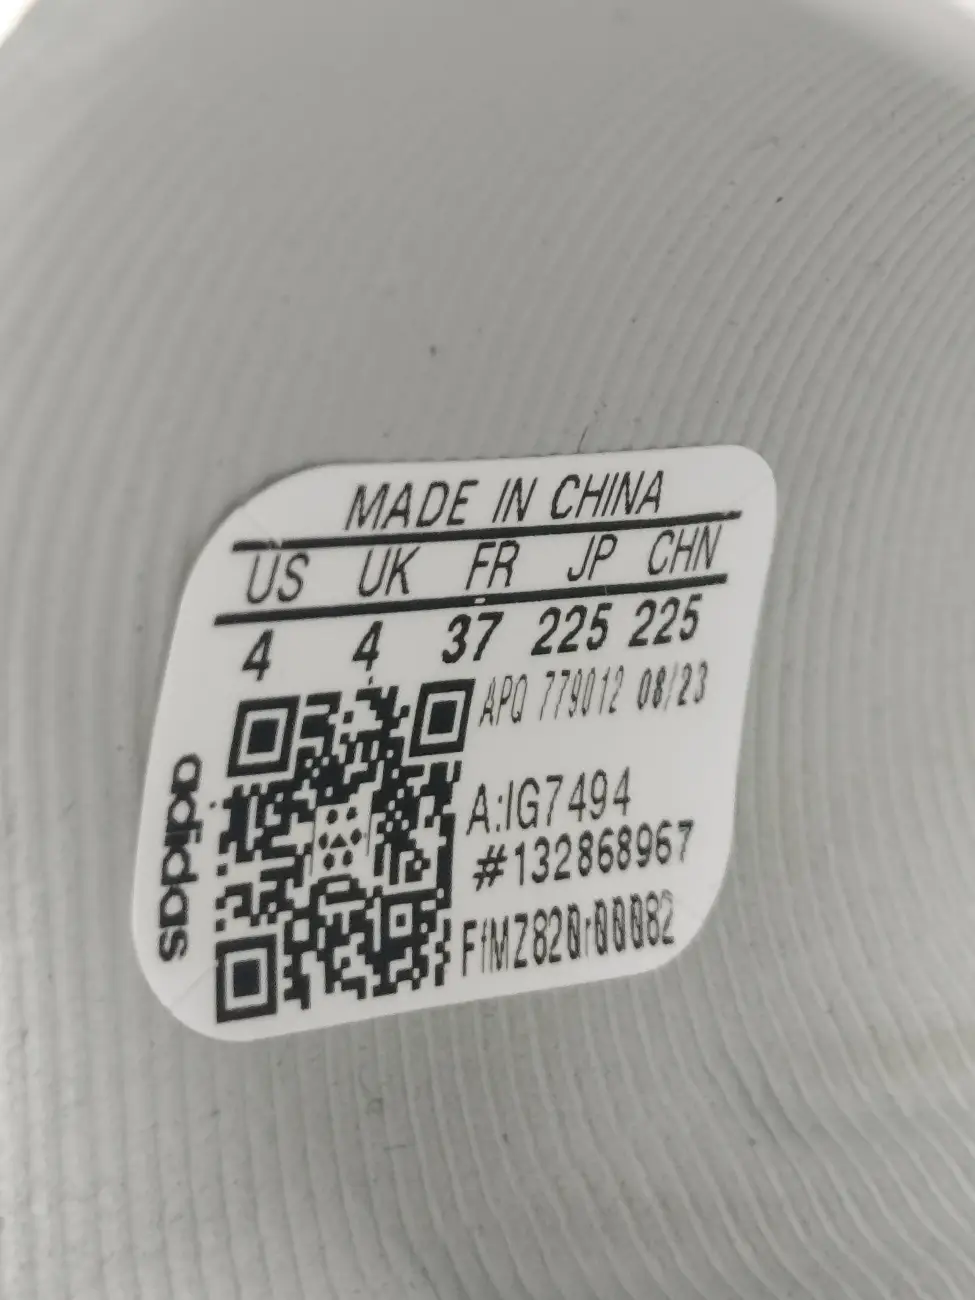 MADE IN CHINA
US UK FR JP CHN
4 4 37 225 225
APQ 779012 08/23
A:IG7494
#132868967
FfMZ820r00082
adidas